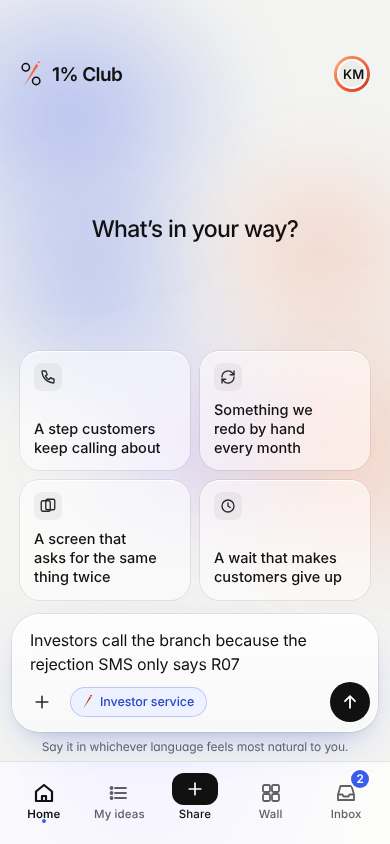 1% Club
KM
What's in your way?
A step customers
keep calling about
Something we
redo by hand
every month
A screen that
asks for the same
thing twice
A wait that makes
customers give up
Investors call the branch because the
rejection SMS only says R07
Investor service
Say it in whichever language feels most natural to you.
2
Home
My ideas
Share
Wall
Inbox